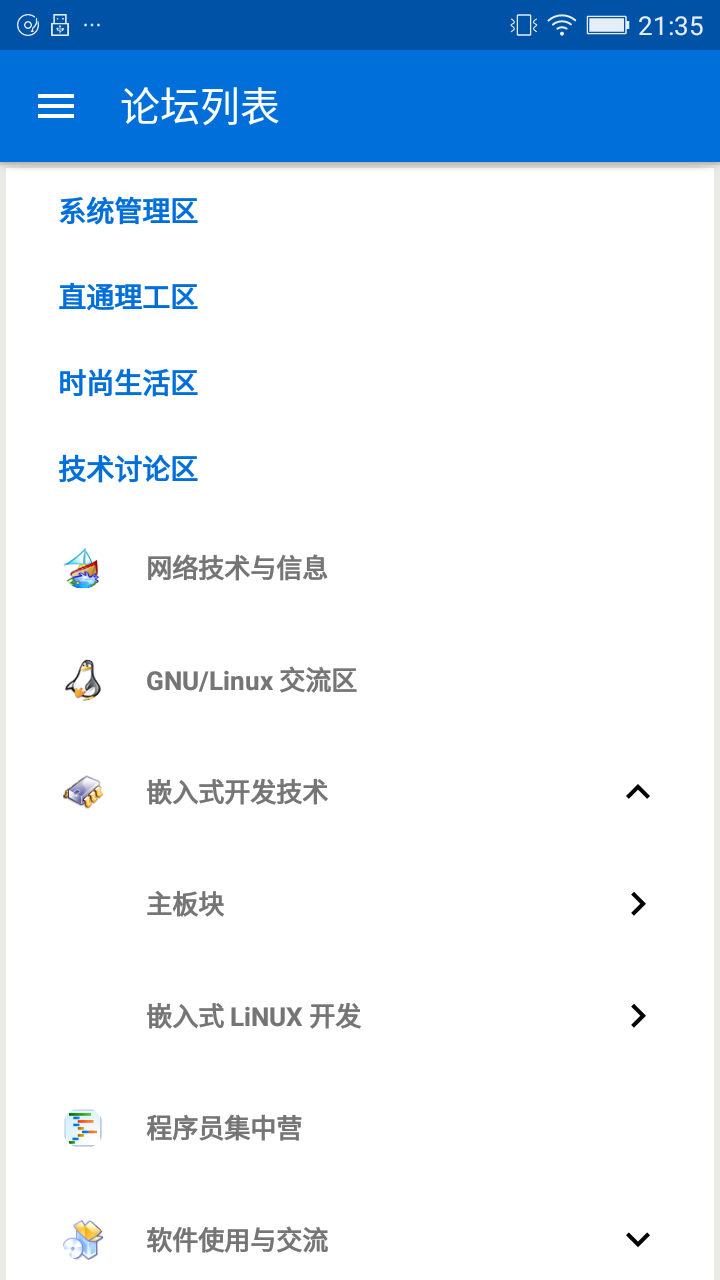 21:35
论坛列表
系统管理区
直通理工区
时尚生活区
技术讨论区
网络技术与信息
GNU/Linux 交流区
嵌入式开发技术
主板块
嵌入式 LiNUX 开发
程序员集中营
软件使用与交流